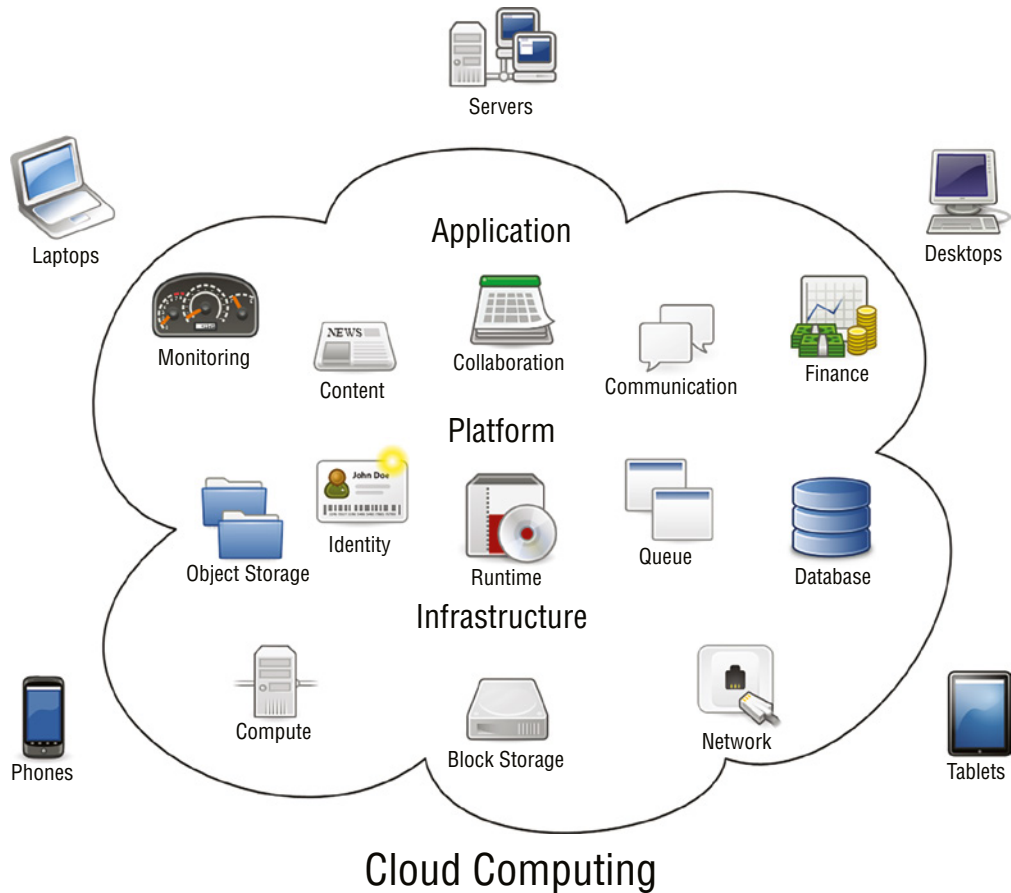 Servers
Laptops
Desktops
Application
Monitoring
NEWS
Content
Collaboration
Communication
Finance
Platform
John Doe
Object Storage
Identity
Runtime
Queue
Database
Infrastructure
Compute
Block Storage
Network
Phones
Tablets
Cloud Computing